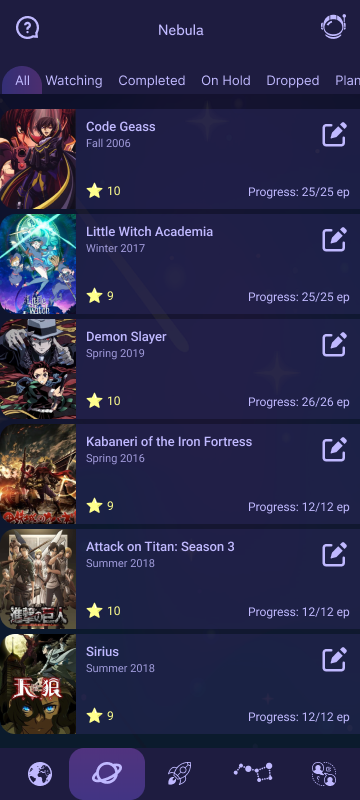 Nebula
All
Watching
Completed
On Hold
Dropped
Plan
Code Geass
Fall 2006
10
Progress: 25/25 ep
Little Witch Academia
Winter 2017
9
Progress: 25/25 ep
Little
Witch
Demon Slayer
Spring 2019
10
Progress: 26/26 ep
Kabaneri of the Iron Fortress
Spring 2016
9
Progress: 12/12 ep
Attack on Titan: Season 3
Summer 2018
10
Progress: 12/12 ep
進撃の巨人
Sirius
Summer 2018
9
Progress: 12/12 ep
天狼